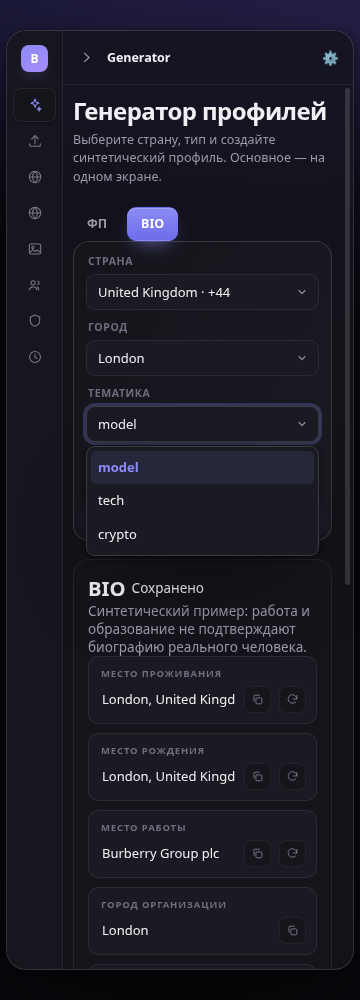 B
Generator
Генератор профилей
Выберите страну, тип и создайте
синтетический профиль. Основное — на
одном экране.
ФП
BIO
СТРАНА
United Kingdom · +44
ГОРОД
London
ТЕМАТИКА
model
model
tech
crypto
BIO Сохранено
Синтетический пример: работа и
образование не подтверждают
биографию реального человека.
МЕСТО ПРОЖИВАНИЯ
London, United Kingd
МЕСТО РОЖДЕНИЯ
London, United Kingd
МЕСТО РАБОТЫ
Burberry Group plc
ГОРОД ОРГАНИЗАЦИИ
London